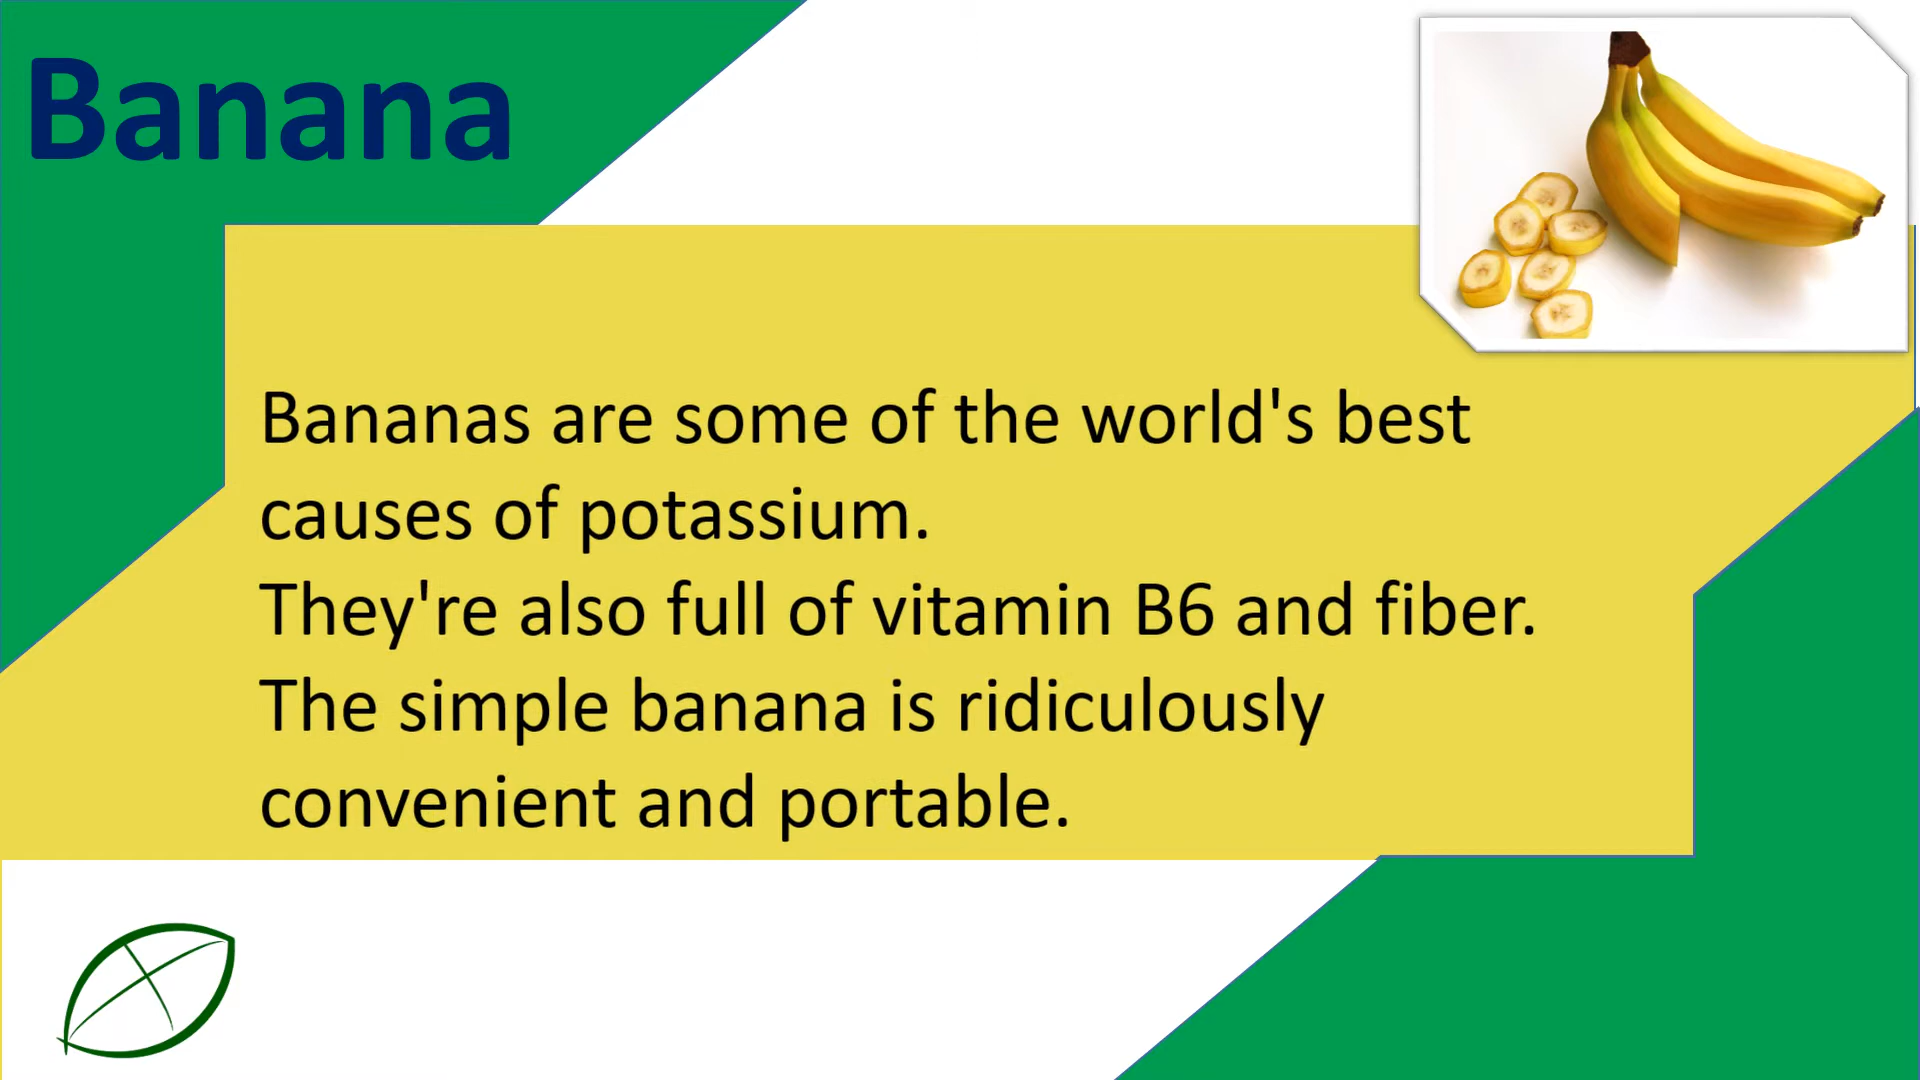 Banana
Bananas are some of the world's best
causes of potassium.
They're also full of vitamin B6 and fiber.
The simple banana is ridiculously
convenient and portable.